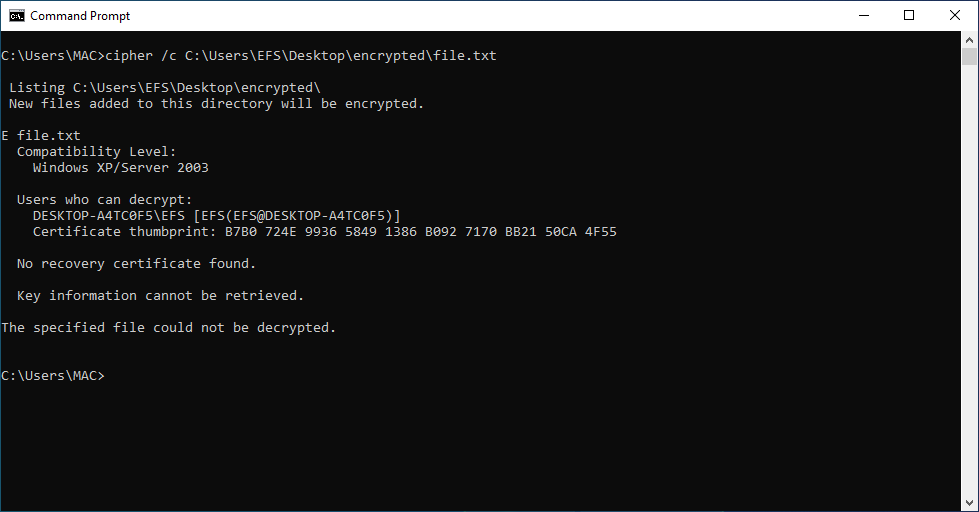 Command Prompt
C:\Users\MAC>cipher /c C:\Users\EFS\Desktop\encrypted\file.txt
Listing C:\Users\EFS\Desktop\encrypted\
New files added to this directory will be encrypted.
E file.txt
Compatibility Level:
Windows XP/Server 2003
Users who can decrypt:
DESKTOP-A4TC0F5\EFS [EFS(EFS@DESKTOP-A4TC0F5)]
Certificate thumbprint: B7B0 724E 9936 5849 1386 B092 7170 BB21 50CA 4F55
No recovery certificate found.
Key information cannot be retrieved.
The specified file could not be decrypted.
C:\Users\MAC>